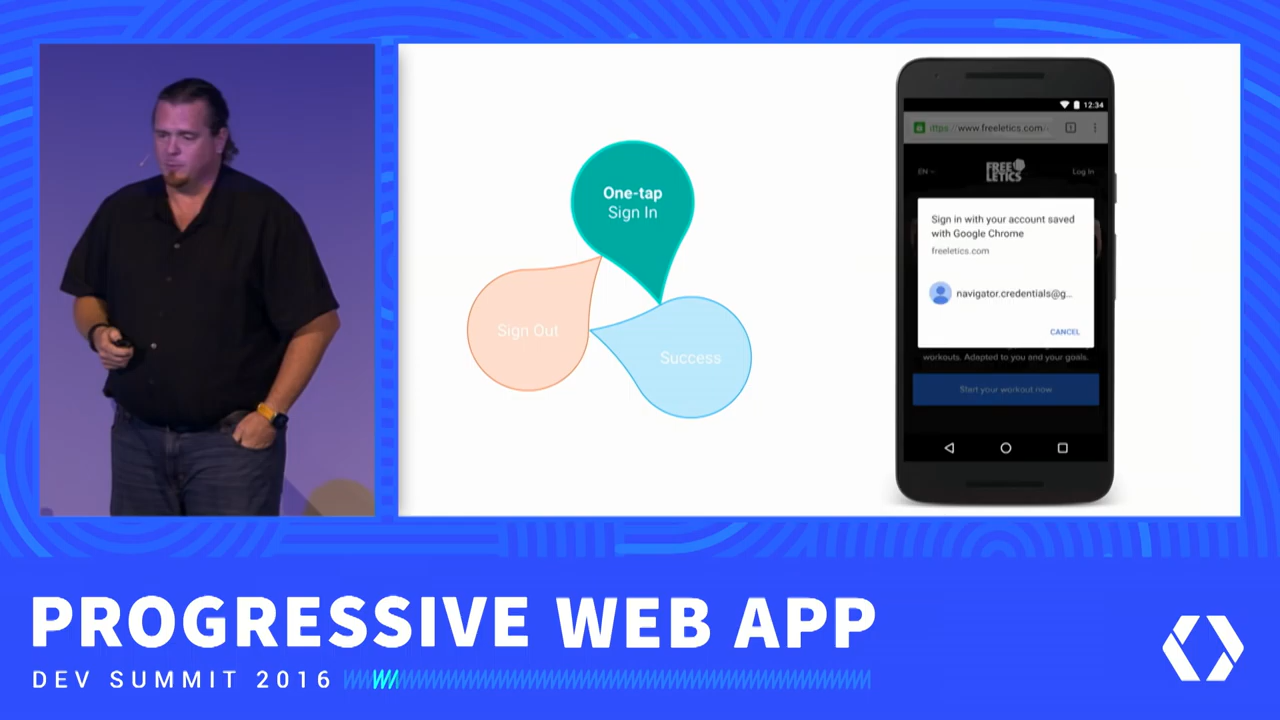 One-tap
Sign In
Sign Out
Success
12:34
www.freeletics.com/
EN
FREE
LETICS
Log In
Sign in with your account saved
with Google Chrome
freeletics.com
navigator.credentials@g...
CANCEL
workouts. Adapted to you and your goals.
Start your workout now
PROGRESSIVE WEB APP
DEV SUMMIT 2016